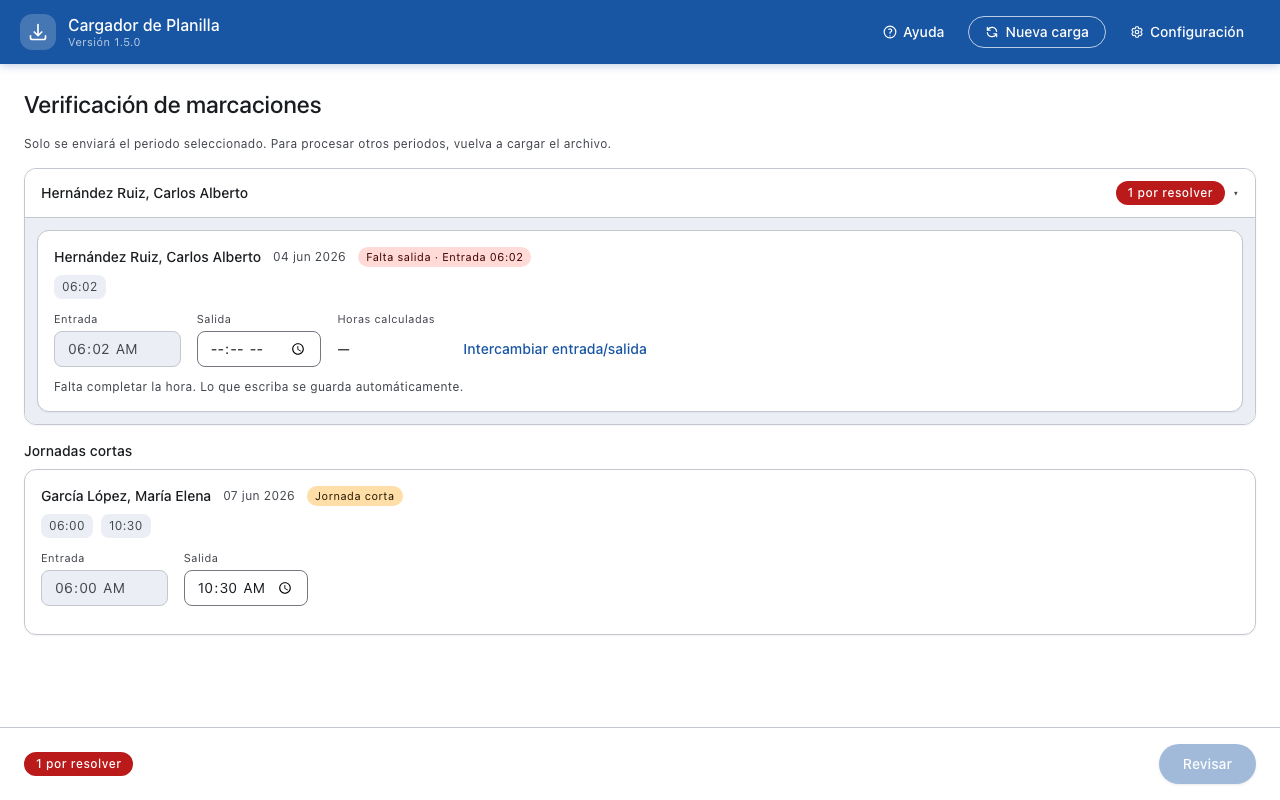 Cargador de Planilla
Versión 1.5.0
Ayuda
Nueva carga
Configuración
Verificación de marcaciones
Solo se enviará el periodo seleccionado. Para procesar otros periodos, vuelva a cargar el archivo.
Hernández Ruiz, Carlos Alberto
1 por resolver
Hernández Ruiz, Carlos Alberto 04 jun 2026 Falta salida · Entrada 06:02
06:02
Entrada Salida Horas calculadas
06:02 AM --:-- -- — Intercambiar entrada/salida
Falta completar la hora. Lo que escriba se guarda automáticamente.
Jornadas cortas
García López, María Elena 07 jun 2026 Jornada corta
06:00 10:30
Entrada Salida
06:00 AM 10:30 AM
1 por resolver
Revisar